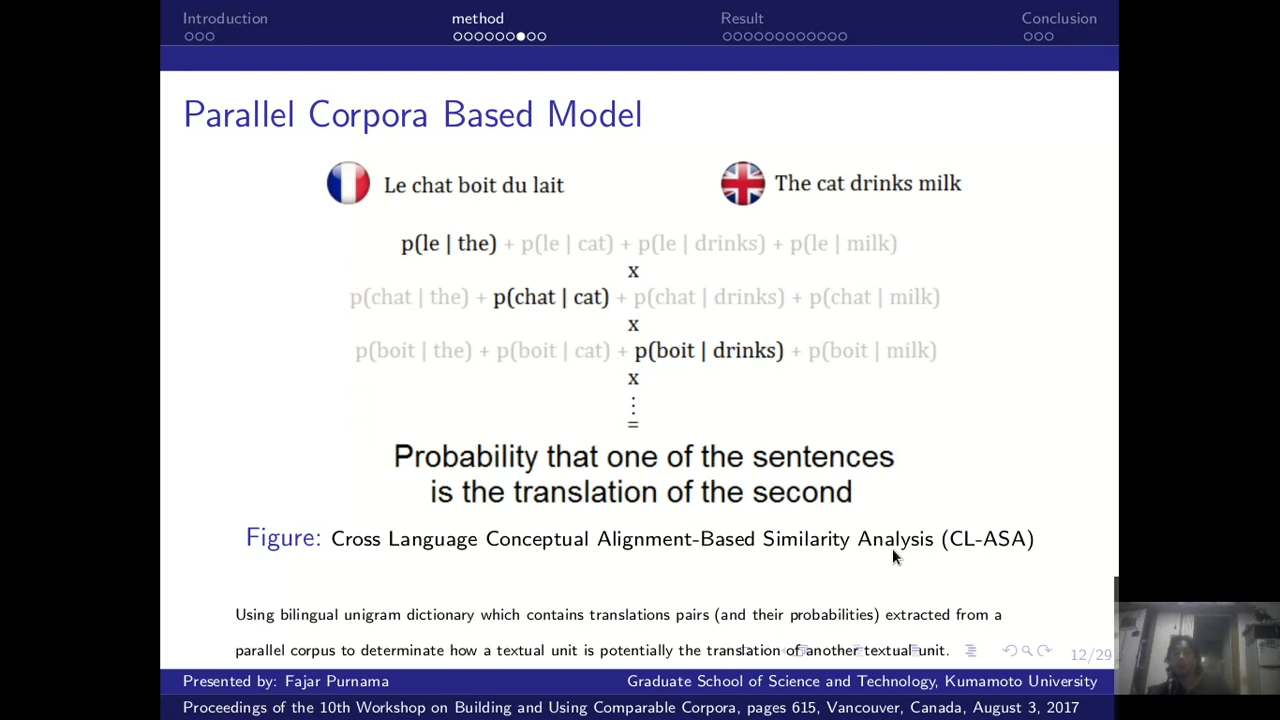 Introduction method Result Conclusion
Parallel Corpora Based Model
Le chat boit du lait The cat drinks milk
p(le | the) + p(le | cat) + p(le | drinks) + p(le | milk)
x
p(chat | the) + p(chat | cat) + p(chat | drinks) + p(chat | milk)
x
p(boit | the) + p(boit | cat) + p(boit | drinks) + p(boit | milk)
x
⋮
=
Probability that one of the sentences
is the translation of the second
Figure: Cross Language Conceptual Alignment-Based Similarity Analysis (CL-ASA)
Using bilingual unigram dictionary which contains translations pairs (and their probabilities) extracted from a
parallel corpus to determinate how a textual unit is potentially the translation of another textual unit.
12/29
Presented by: Fajar Purnama Graduate School of Science and Technology, Kumamoto University
Proceedings of the 10th Workshop on Building and Using Comparable Corpora, pages 615, Vancouver, Canada, August 3, 2017